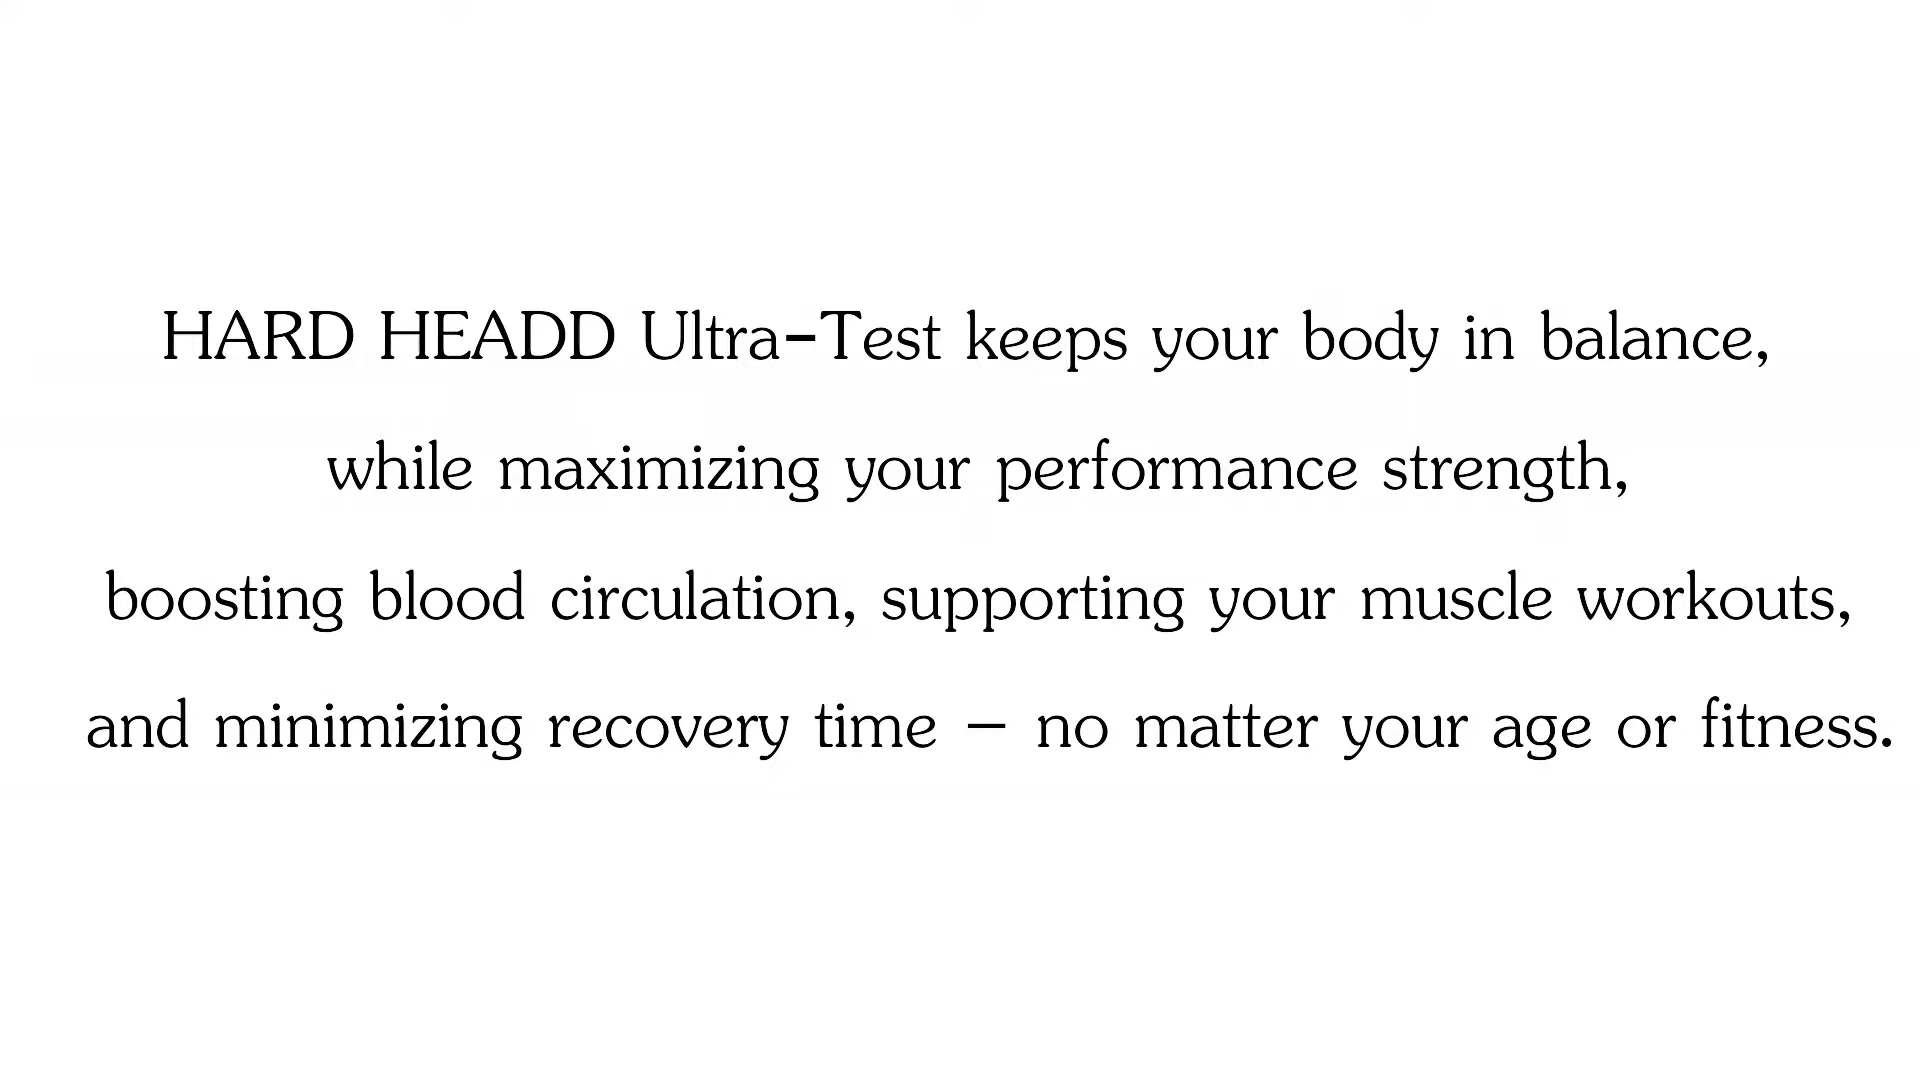 HARD HEADD Ultra-Test keeps your body in balance,
while maximizing your performance strength,
boosting blood circulation, supporting your muscle workouts,
and minimizing recovery time – no matter your age or fitness.